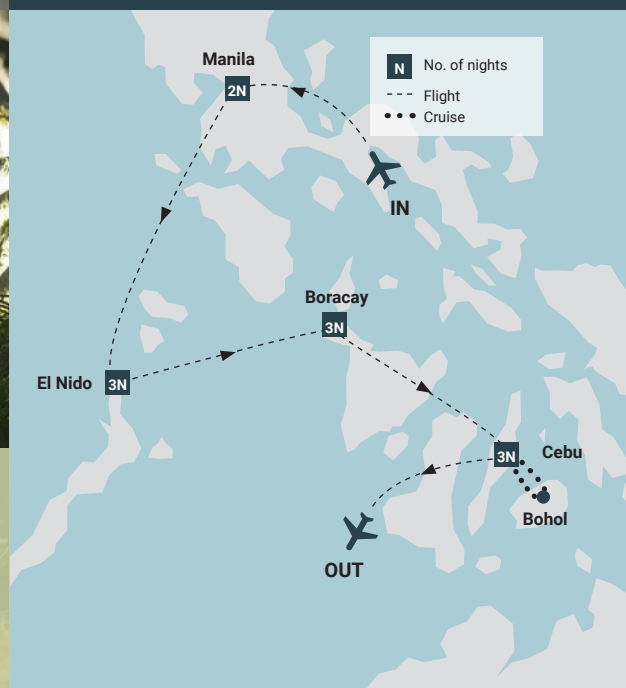 Manila
2N
N No. of nights
Flight
Cruise
IN
Boracay
3N
El Nido
3N
3N
Cebu
Bohol
OUT